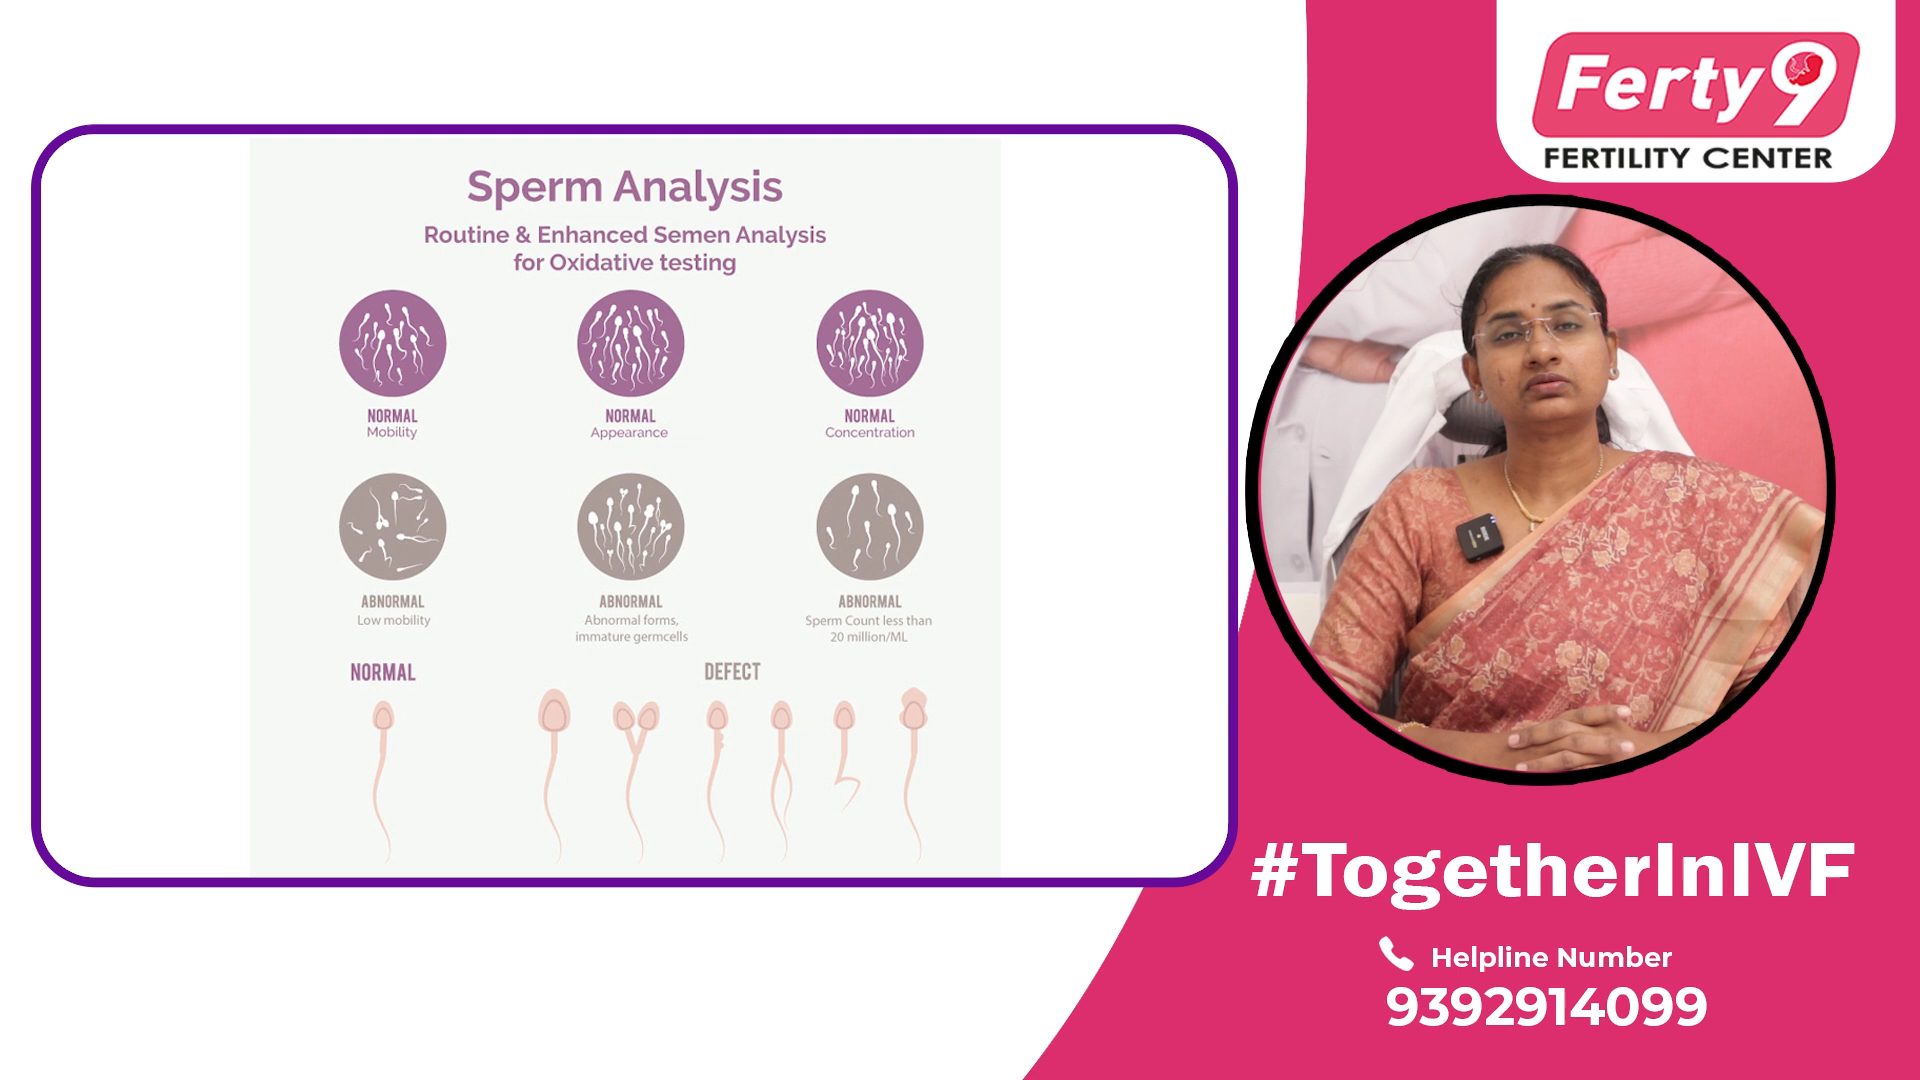 Sperm Analysis
Routine & Enhanced Semen Analysis
for Oxidative testing
NORMAL
Mobility
NORMAL
Appearance
NORMAL
Concentration
ABNORMAL
Low mobility
ABNORMAL
Abnormal forms,
immature germcells
ABNORMAL
Sperm Count less than
20 million/ML
NORMAL
DEFECT
Ferty9
FERTILITY CENTER
#TogetherInIVF
Helpline Number
9392914099